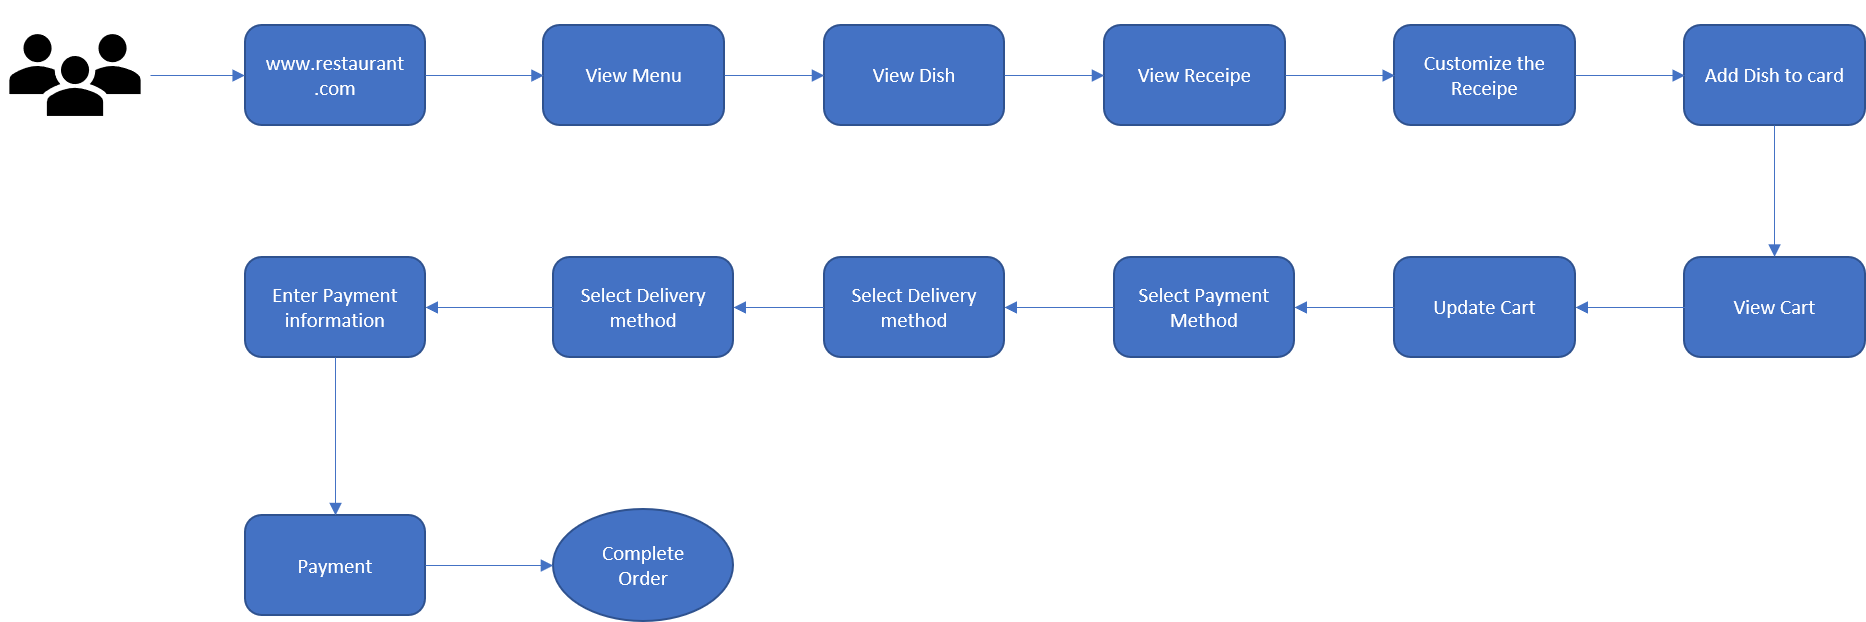 www.restaurant
.com
View Menu
View Dish
View Receipe
Customize the
Receipe
Add Dish to card
Enter Payment
information
Select Delivery
method
Select Delivery
method
Select Payment
Method
Update Cart
View Cart
Payment
Complete
Order